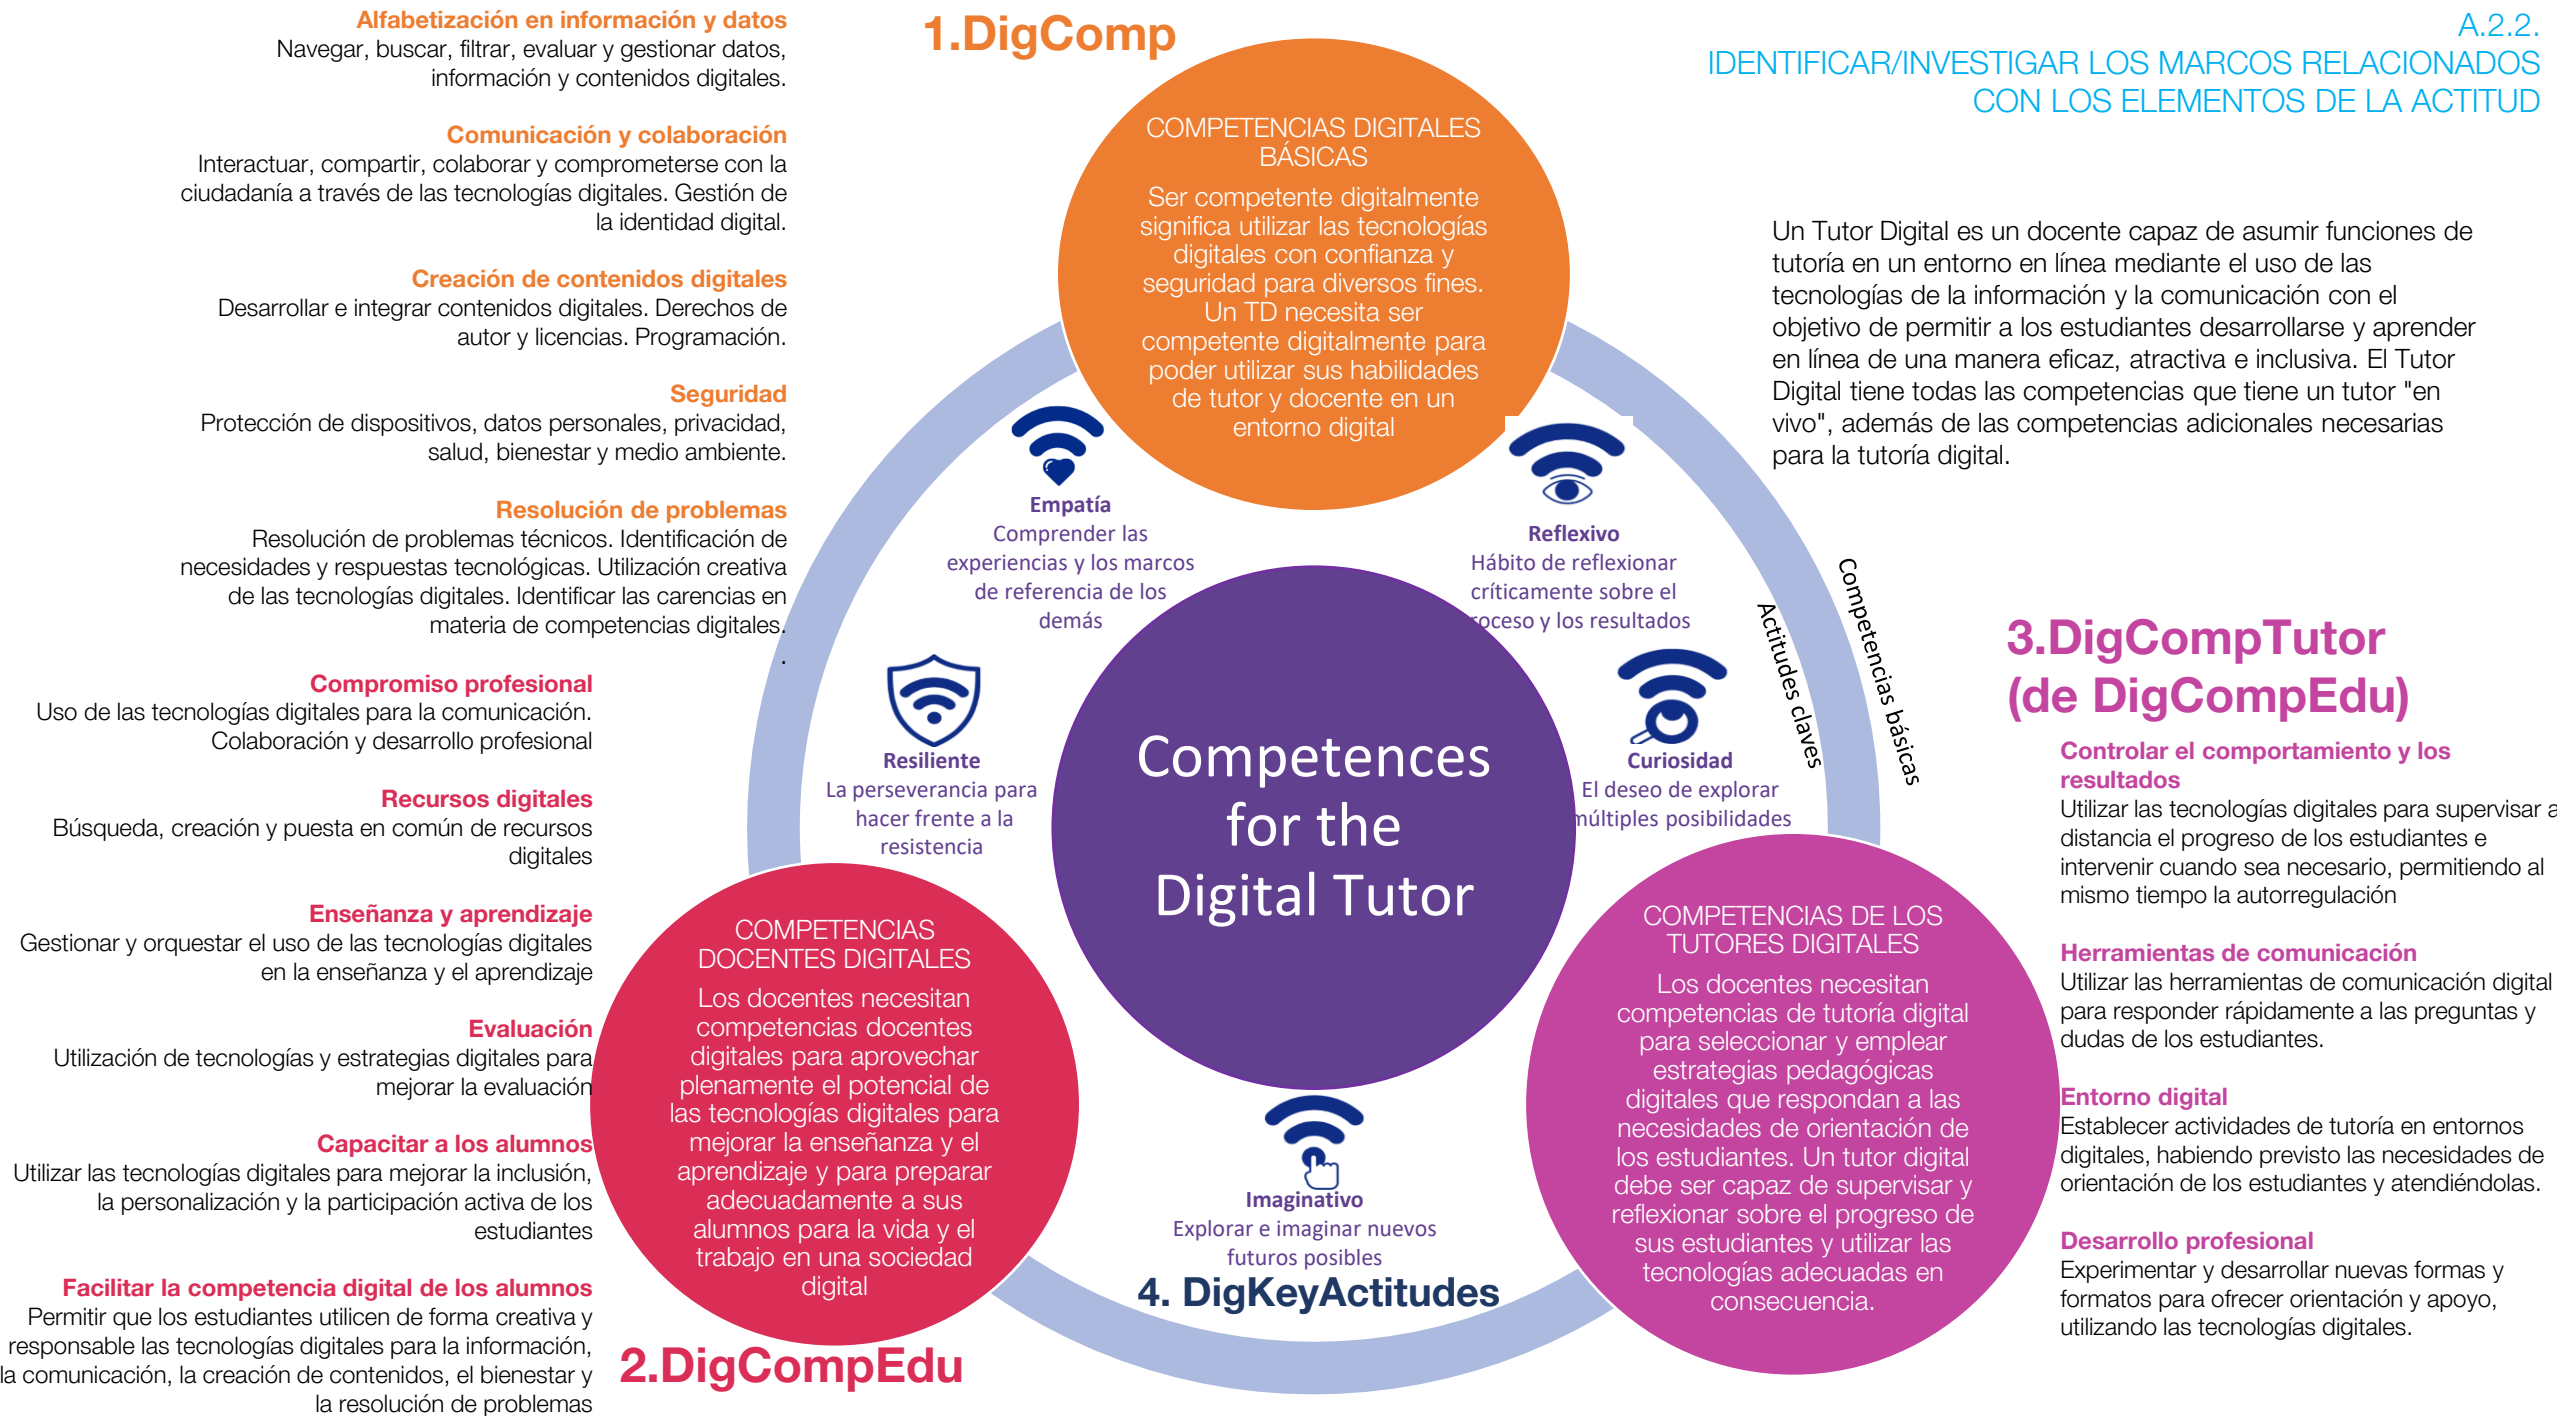 Alfabetización en información y datos
Navegar, buscar, filtrar, evaluar y gestionar datos,
información y contenidos digitales.
Comunicación y colaboración
Interactuar, compartir, colaborar y comprometerse con la
ciudadanía a través de las tecnologías digitales. Gestión de
la identidad digital.
Creación de contenidos digitales
Desarrollar e integrar contenidos digitales. Derechos de
autor y licencias. Programación.
Seguridad
Protección de dispositivos, datos personales, privacidad,
salud, bienestar y medio ambiente.
Resolución de problemas
Resolución de problemas técnicos. Identificación de
necesidades y respuestas tecnológicas. Utilización creativa
de las tecnologías digitales. Identificar las carencias en
materia de competencias digitales.
.
Compromiso profesional
Uso de las tecnologías digitales para la comunicación.
Colaboración y desarrollo profesional
Recursos digitales
Búsqueda, creación y puesta en común de recursos
digitales
Enseñanza y aprendizaje
Gestionar y orquestar el uso de las tecnologías digitales
en la enseñanza y el aprendizaje
Evaluación
Utilización de tecnologías y estrategias digitales para
mejorar la evaluación
Capacitar a los alumnos
Utilizar las tecnologías digitales para mejorar la inclusión,
la personalización y la participación activa de los
estudiantes
Facilitar la competencia digital de los alumnos
Permitir que los estudiantes utilicen de forma creativa y
responsable las tecnologías digitales para la información,
la comunicación, la creación de contenidos, el bienestar y
la resolución de problemas
1.DigComp
COMPETENCIAS DIGITALES
BÁSICAS
Ser competente digitalmente
significa utilizar las tecnologías
digitales con confianza y
seguridad para diversos fines.
Un TD necesita ser
competente digitalmente para
poder utilizar sus habilidades
de tutor y docente en un
entorno digital
Empatía
Comprender las
experiencias y los marcos
de referencia de los
demás
Reflexivo
Hábito de reflexionar
críticamente sobre el
roceso y los resultados
Resiliente
La perseverancia para
hacer frente a la
resistencia
Curiosidad
El deseo de explorar
múltiples posibilidades
Actitudes claves
Competencias básicas
Competences
for the
Digital Tutor
COMPETENCIAS
DOCENTES DIGITALES
Los docentes necesitan
competencias docentes
digitales para aprovechar
plenamente el potencial de
las tecnologías digitales para
mejorar la enseñanza y el
aprendizaje y para preparar
adecuadamente a sus
alumnos para la vida y el
trabajo en una sociedad
digital
2.DigCompEdu
Imaginativo
Explorar e imaginar nuevos
futuros posibles
4. DigKeyActitudes
COMPETENCIAS DE LOS
TUTORES DIGITALES
Los docentes necesitan
competencias de tutoría digital
para seleccionar y emplear
estrategias pedagógicas
digitales que respondan a las
necesidades de orientación de
los estudiantes. Un tutor digital
debe ser capaz de supervisar y
reflexionar sobre el progreso de
sus estudiantes y utilizar las
tecnologías adecuadas en
consecuencia.
A.2.2.
IDENTIFICAR/INVESTIGAR LOS MARCOS RELACIONADOS
CON LOS ELEMENTOS DE LA ACTITUD
Un Tutor Digital es un docente capaz de asumir funciones de
tutoría en un entorno en línea mediante el uso de las
tecnologías de la información y la comunicación con el
objetivo de permitir a los estudiantes desarrollarse y aprender
en línea de una manera eficaz, atractiva e inclusiva. El Tutor
Digital tiene todas las competencias que tiene un tutor "en
vivo", además de las competencias adicionales necesarias
para la tutoría digital.
3.DigCompTutor
(de DigCompEdu)
Controlar el comportamiento y los
resultados
Utilizar las tecnologías digitales para supervisar a
distancia el progreso de los estudiantes e
intervenir cuando sea necesario, permitiendo al
mismo tiempo la autorregulación
Herramientas de comunicación
Utilizar las herramientas de comunicación digital
para responder rápidamente a las preguntas y
dudas de los estudiantes.
Entorno digital
Establecer actividades de tutoría en entornos
digitales, habiendo previsto las necesidades de
orientación de los estudiantes y atendiéndolas.
Desarrollo profesional
Experimentar y desarrollar nuevas formas y
formatos para ofrecer orientación y apoyo,
utilizando las tecnologías digitales.